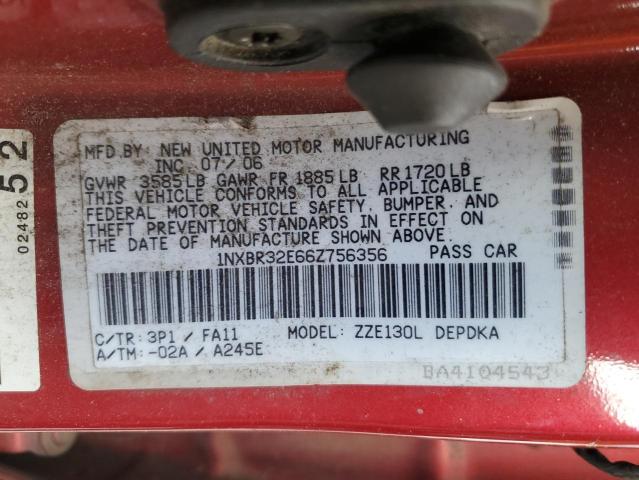 MFD BY: NEW UNITED MOTOR MANUFACTURING
INC. 07/06
GVWR 3585LB GAWR FR 1885LB RR1720LB
THIS VEHICLE CONFORMS TO ALL APPLICABLE
FEDERAL MOTOR VEHICLE SAFETY, BUMPER, AND
THEFT PREVENTION STANDARDS IN EFFECT ON
THE DATE OF MANUFACTURE SHOWN ABOVE.
1NXBR32E66Z756356 PASS CAR
C/TR: 3P1 / FA11 MODEL: ZZE130L DEPDKA
A/TM: -02A / A245E
BA4104543
02482
52